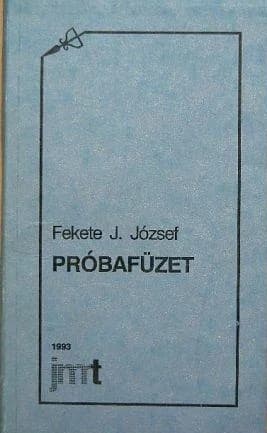 Fekete J. József
PRÓBAFÜZET
1993
jmt